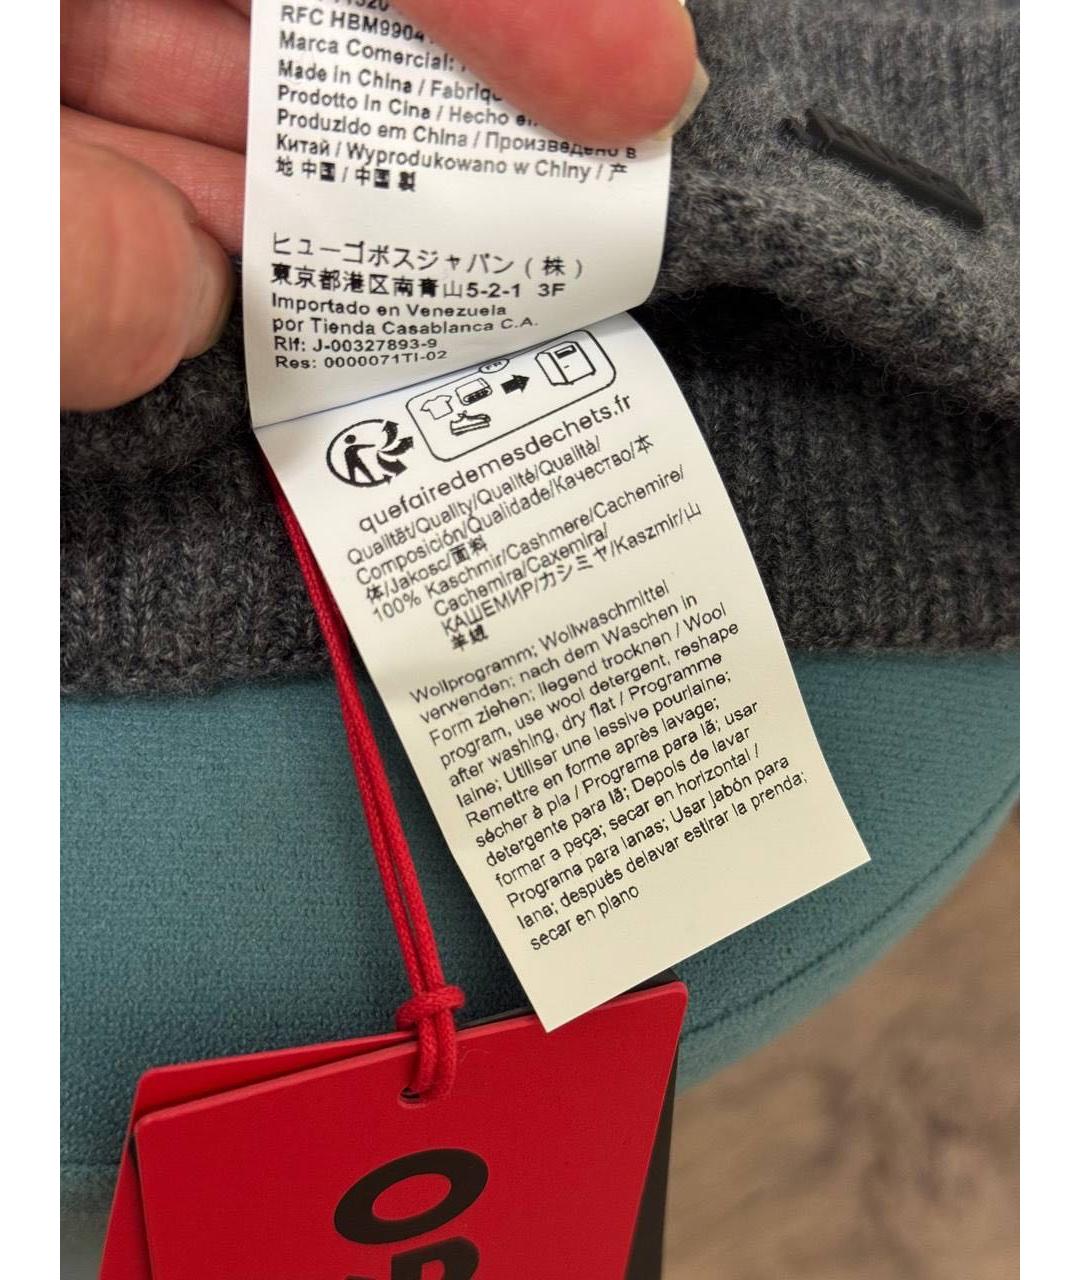 RFC HBM9904
Marca Comercial:
Made in China / Fabriqu
Prodotto in Cina / Hecho en
Produzido em China / Произведено в
Китай / Wyprodukowano w Chiny / 产
地 中国 / 中国 製
ヒューゴボスジャパン ( 株 )
東京都港区南青山5-2-1 3F
Importado en Venezuela
por Tienda Casablanca C.A.
Rif: J-00327893-9
Res: 0000071TI-02
FR
quefairedemesdechets.fr
Qualität/Quality/Qualité/Qualità/
Composición/Qualidade/Качество/本
体/Jakość/面料
100% Kaschmir/Cashmere/Cachemire/
Cachemira/Caxemira/
КАШЕМИР/カシミヤ/Kaszmir/山
羊绒
Wollprogramm; Wollwaschmittel
verwenden; nach dem Waschen in
Form ziehen; liegend trocknen / Wool
program, use wool detergent, reshape
after washing, dry flat / Programme
laine; Utiliser une lessive pourlaine;
Remettre en forme après lavage;
sécher à pla / Programa para lã; usar
detergente para lã; Depois de lavar
formar a peça; secar en horizontal /
Programa para lanas; Usar jabón para
lana; después delavar estirar la prenda;
secar en plano
O